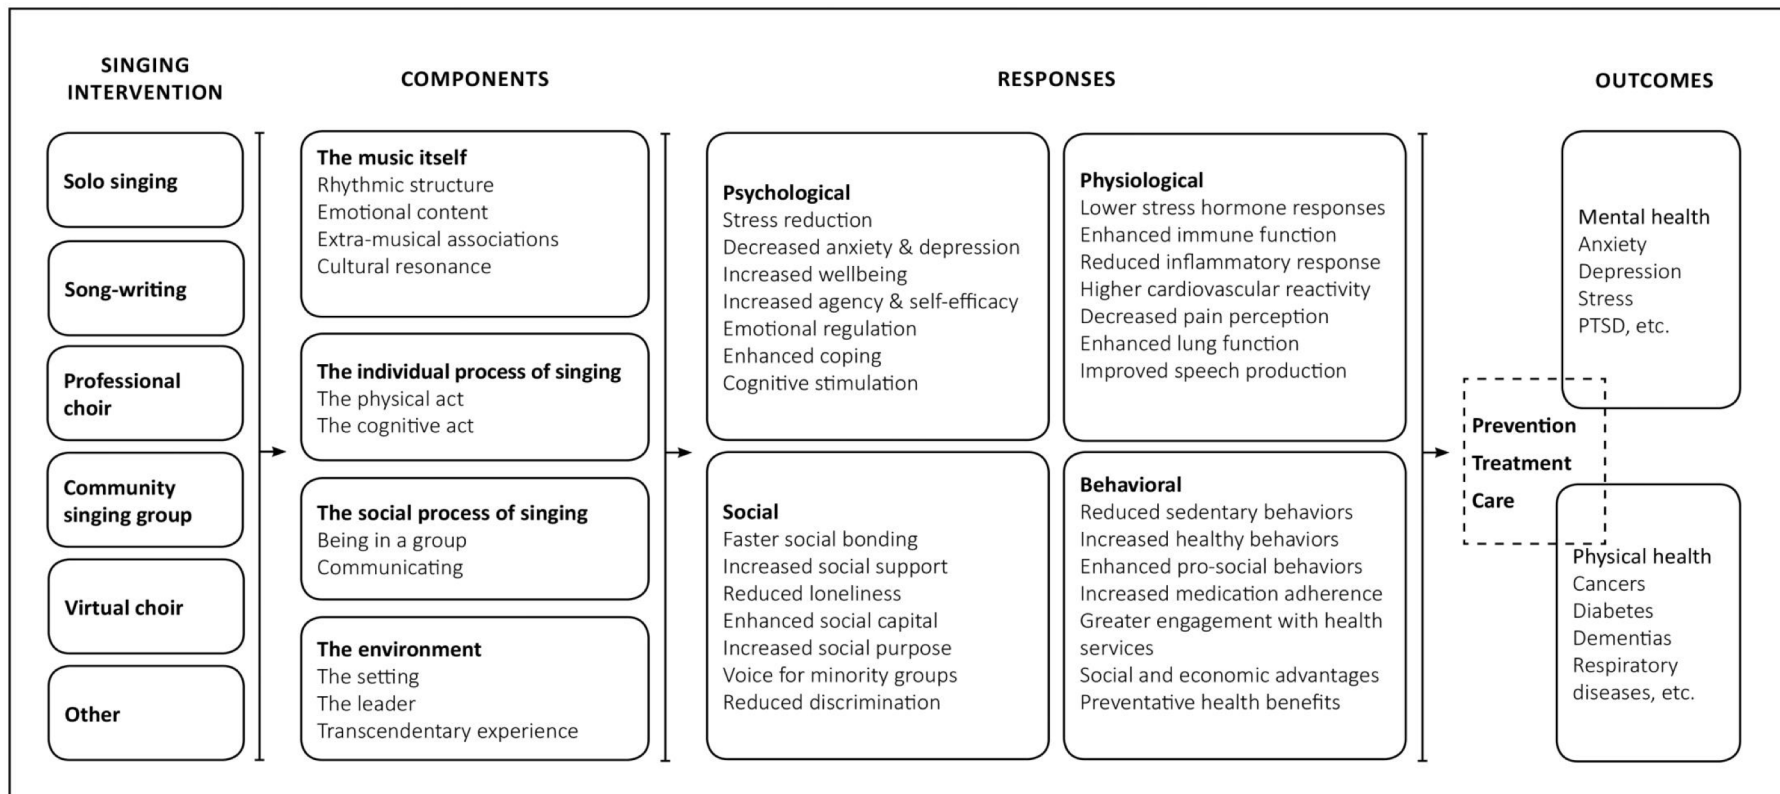 SINGING
INTERVENTION
COMPONENTS
RESPONSES
OUTCOMES
Solo singing
Song-writing
Professional
choir
Community
singing group
Virtual choir
Other
The music itself
Rhythmic structure
Emotional content
Extra-musical associations
Cultural resonance
The individual process of singing
The physical act
The cognitive act
The social process of singing
Being in a group
Communicating
The environment
The setting
The leader
Transcendentary experience
Psychological
Stress reduction
Decreased anxiety & depression
Increased wellbeing
Increased agency & self-efficacy
Emotional regulation
Enhanced coping
Cognitive stimulation
Physiological
Lower stress hormone responses
Enhanced immune function
Reduced inflammatory response
Higher cardiovascular reactivity
Decreased pain perception
Enhanced lung function
Improved speech production
Social
Faster social bonding
Increased social support
Reduced loneliness
Enhanced social capital
Increased social purpose
Voice for minority groups
Reduced discrimination
Behavioral
Reduced sedentary behaviors
Increased healthy behaviors
Enhanced pro-social behaviors
Increased medication adherence
Greater engagement with health
services
Social and economic advantages
Preventative health benefits
Mental health
Anxiety
Depression
Stress
PTSD, etc.
Prevention
Treatment
Care
Physical health
Cancers
Diabetes
Dementias
Respiratory
diseases, etc.